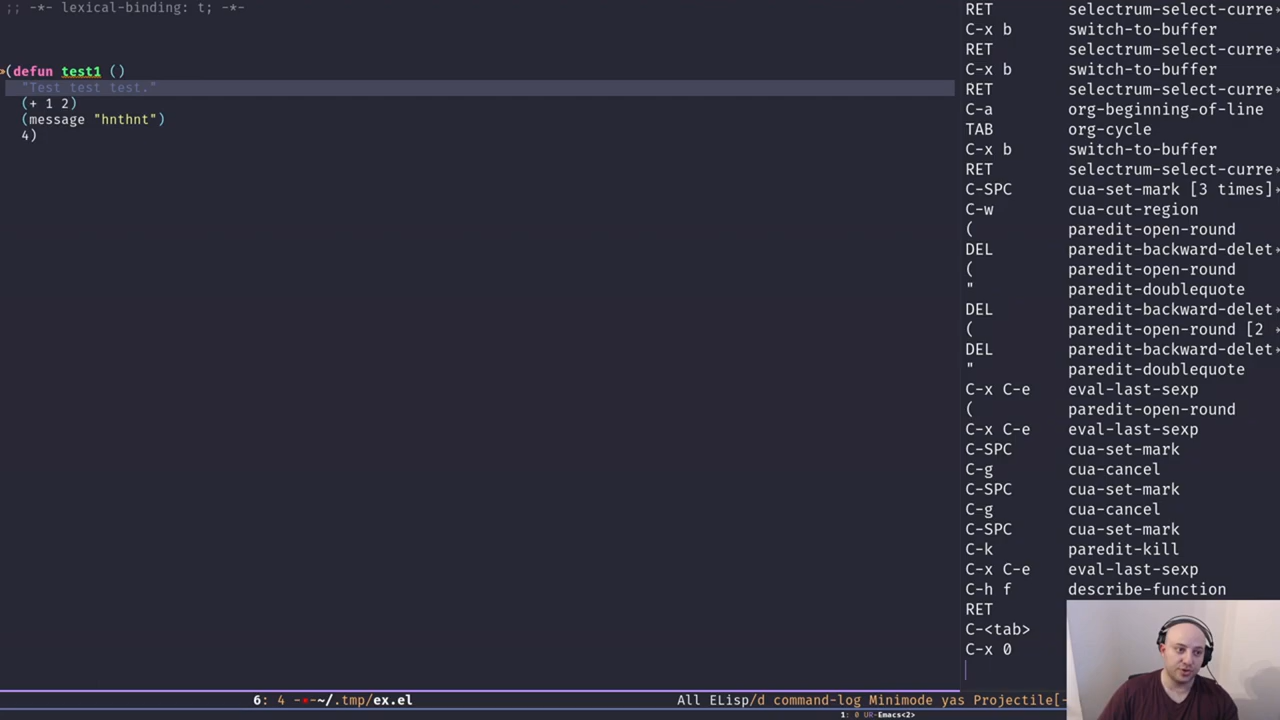 ;; -*- lexical-binding: t; -*-
(defun test1 ()
"Test test test."
(+ 1 2)
(message "hnthnt")
4)
6: 4 ~/.tmp/ex.el
All ELisp/d command-log Minimode yas Projectile[-
1: 0 UR-Emacs<2>
RET selectrum-select-curre
C-x b switch-to-buffer
RET selectrum-select-curre
C-x b switch-to-buffer
RET selectrum-select-curre
C-a org-beginning-of-line
TAB org-cycle
C-x b switch-to-buffer
RET selectrum-select-curre
C-SPC cua-set-mark [3 times]
C-w cua-cut-region
( paredit-open-round
DEL paredit-backward-delet
( paredit-open-round
" paredit-doublequote
DEL paredit-backward-delet
( paredit-open-round [2
DEL paredit-backward-delet
" paredit-doublequote
C-x C-e eval-last-sexp
( paredit-open-round
C-x C-e eval-last-sexp
C-SPC cua-set-mark
C-g cua-cancel
C-SPC cua-set-mark
C-g cua-cancel
C-SPC cua-set-mark
C-k paredit-kill
C-x C-e eval-last-sexp
C-h f describe-function
RET
C-<tab>
C-x 0